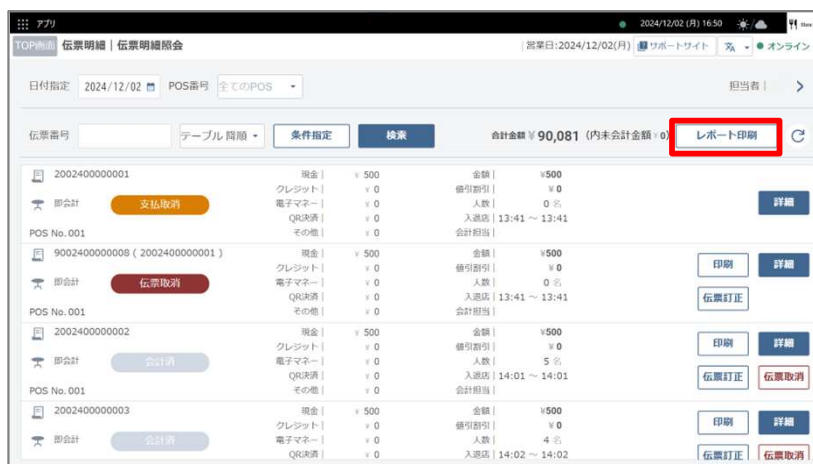 アプリ 2024/12/02 (月) 16:50
TOP画面 伝票明細｜伝票明細照会 営業日:2024/12/02(月) サポートサイト オンライン
日付指定 2024/12/02 POS番号 全てのPOS 担当者｜
伝票番号 テーブル 降順 条件指定 検索 合計金額 ¥ 90,081 (内未会計金額 ¥ 0) レポート印刷
2002400000001 現金｜ ¥ 500 金額｜ ¥500
クレジット｜ ¥ 0 値引割引｜ ¥ 0
即会計 支払取消 電子マネー｜ ¥ 0 人数｜ 0 名 詳細
QR決済｜ ¥ 0 入退店｜ 13:41 ～ 13:41
POS No. 001 その他｜ ¥ 0 会計担当｜
9002400000008 ( 2002400000001 ) 現金｜ ¥ 500 金額｜ ¥500
クレジット｜ ¥ 0 値引割引｜ ¥ 0 印刷 詳細
即会計 伝票取消 電子マネー｜ ¥ 0 人数｜ 0 名
QR決済｜ ¥ 0 入退店｜ 13:41 ～ 13:41 伝票訂正
POS No. 001 その他｜ ¥ 0 会計担当｜
2002400000002 現金｜ ¥ 500 金額｜ ¥500
クレジット｜ ¥ 0 値引割引｜ ¥ 0 印刷 詳細
即会計 会計済 電子マネー｜ ¥ 0 人数｜ 5 名
QR決済｜ ¥ 0 入退店｜ 14:01 ～ 14:01 伝票訂正 伝票取消
POS No. 001 その他｜ ¥ 0 会計担当｜
2002400000003 現金｜ ¥ 500 金額｜ ¥500
クレジット｜ ¥ 0 値引割引｜ ¥ 0 印刷 詳細
即会計 会計済 電子マネー｜ ¥ 0 人数｜ 4 名
QR決済｜ ¥ 0 入退店｜ 14:02 ～ 14:02 伝票訂正 伝票取消